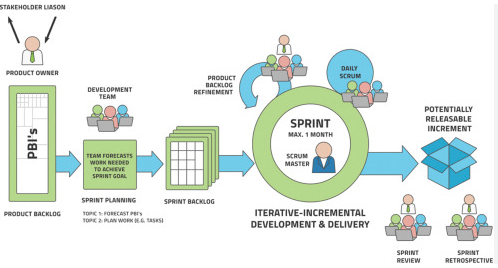 STAKEHOLDER LIASON
PRODUCT OWNER
PBI's
PRODUCT BACKLOG
DEVELOPMENT
TEAM
TEAM FORECASTS
WORK NEEDED
TO ACHIEVE
SPRINT GOAL
SPRINT PLANNING
TOPIC 1: FORECAST PBI's
TOPIC 2: PLAN WORK (E.G. TASKS)
SPRINT BACKLOG
PRODUCT
BACKLOG
REFINEMENT
DAILY
SCRUM
SPRINT
MAX. 1 MONTH
SCRUM
MASTER
ITERATIVE-INCREMENTAL
DEVELOPMENT & DELIVERY
POTENTIALLY
RELEASABLE
INCREMENT
SPRINT
REVIEW
SPRINT
RETROSPECTIVE